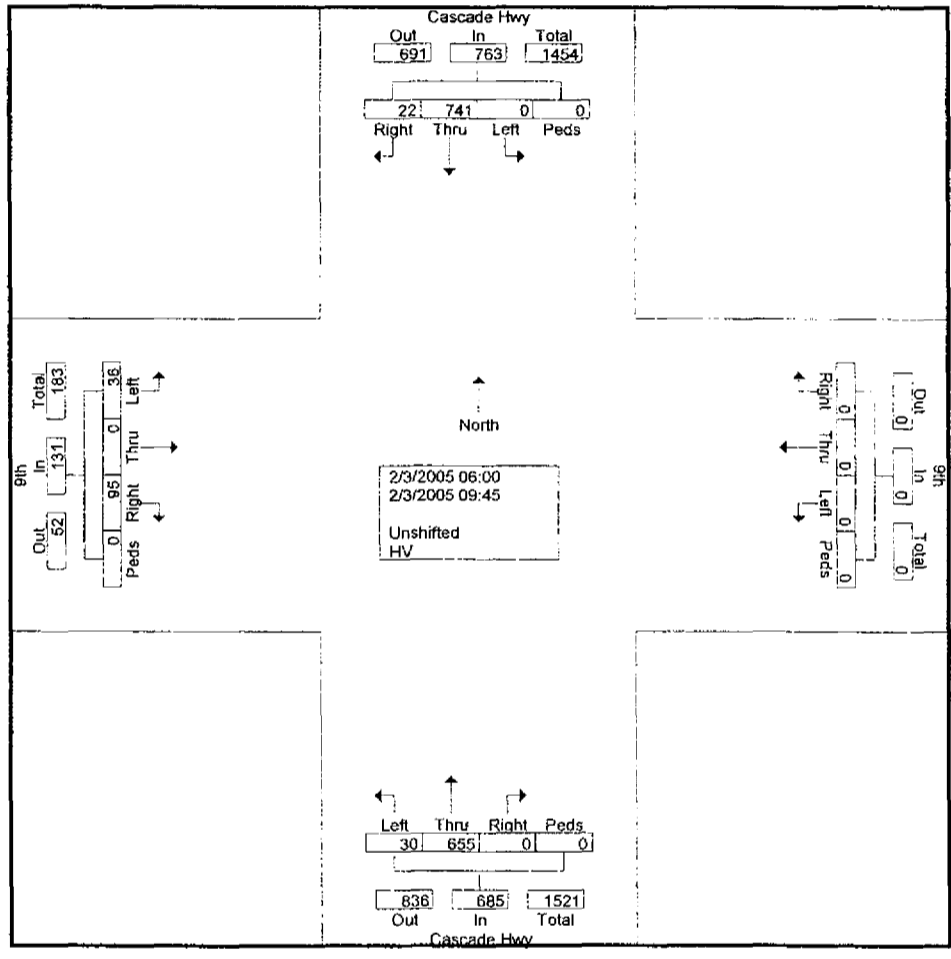 Cascade Hwy
Out In Total
691 763 1454
22 741 0 0
Right Thru Left Peds
9th
Total In Out
183 131 52
36 0 95 0
Left Thru Right Peds
North
2/3/2005 06:00
2/3/2005 09:45
Unshifted
HV
Right Thru Left Peds
0 0 0 0
Out In Total
0 0 0
9th
Left Thru Right Peds
30 655 0 0
836 685 1521
Out In Total
Cascade Hwy